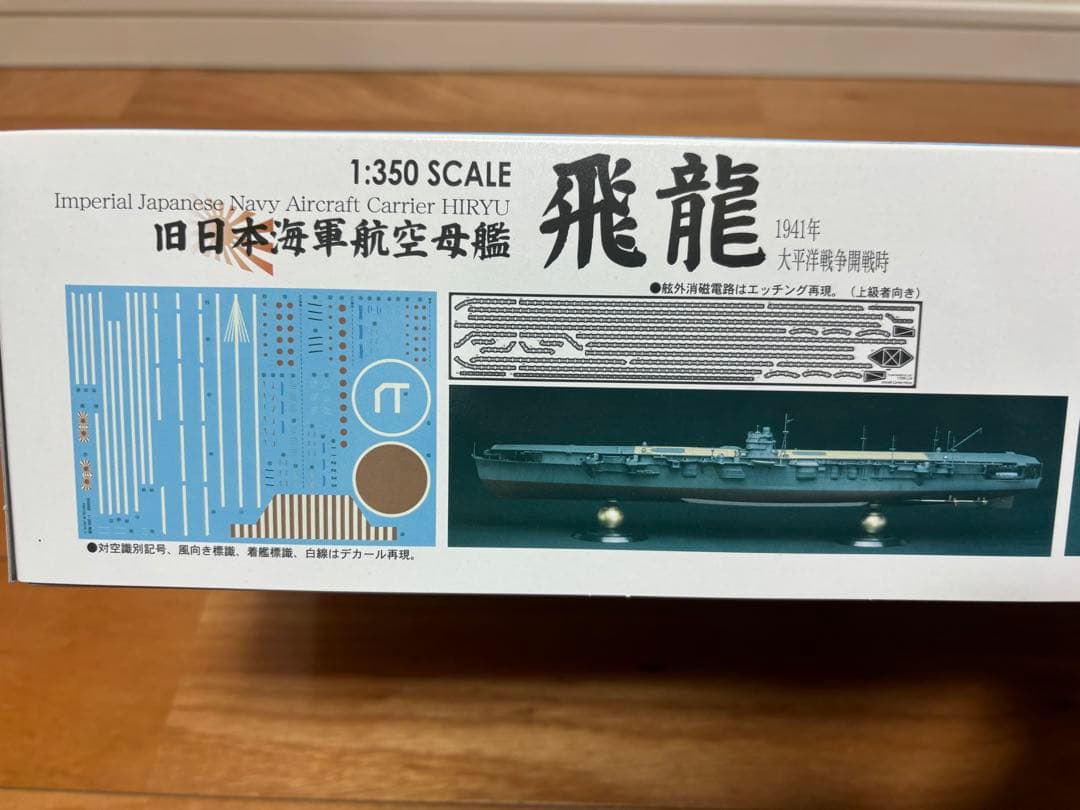 1:350 SCALE
Imperial Japanese Navy Aircraft Carrier HIRYU
旧日本海軍航空母艦
飛龍
1941年
太平洋戦争開戦時
●舷外消磁電路はエッチング再現。（上級者向き）
ヒ
●対空識別記号、風向き標識、着艦標識、白線はデカール再現。